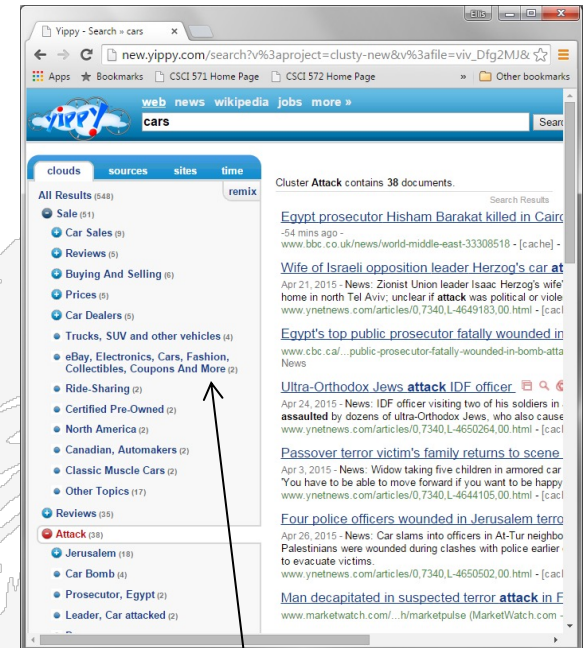 Ellis
Yippy - Search » cars
new.yippy.com/search?v%3aproject=clusty-new&v%3afile=viv_Dfg2MJ&
Apps Bookmarks CSCI 571 Home Page CSCI 572 Home Page » Other bookmarks
yippy!
web news wikipedia jobs more »
cars
Searc
clouds sources sites time
remix
All Results (548)
Sale (51)
Car Sales (9)
Reviews (5)
Buying And Selling (6)
Prices (5)
Car Dealers (5)
Trucks, SUV and other vehicles (4)
eBay, Electronics, Cars, Fashion,
Collectibles, Coupons And More (2)
Ride-Sharing (2)
Certified Pre-Owned (2)
North America (2)
Canadian, Automakers (2)
Classic Muscle Cars (2)
Other Topics (17)
Reviews (35)
Attack (38)
Jerusalem (18)
Car Bomb (4)
Prosecutor, Egypt (2)
Leader, Car attacked (2)
Cluster Attack contains 38 documents.
Search Results
Egypt prosecutor Hisham Barakat killed in Cairo
-54 mins ago -
www.bbc.co.uk/news/world-middle-east-33308518 - [cache] -
Wife of Israeli opposition leader Herzog's car at
Apr 21, 2015 - News: Zionist Union leader Isaac Herzog's wife'
home in north Tel Aviv; unclear if attack was political or viole
www.ynetnews.com/articles/0,7340,L-4649183,00.html - [cacl
Egypt's top public prosecutor fatally wounded in
www.cbc.ca/...public-prosecutor-fatally-wounded-in-bomb-atta
News
Ultra-Orthodox Jews attack IDF officer
Apr 24, 2015 - News: IDF officer visiting two of his soldiers in
assaulted by dozens of ultra-Orthodox Jews, who also cause
www.ynetnews.com/articles/0,7340,L-4650264,00.html - [cacl
Passover terror victim's family returns to scene
Apr 3, 2015 - News: Widow taking five children in armored car
'You have to be able to move forward if you want to be happy
www.ynetnews.com/articles/0,7340,L-4644105,00.html - [cacl
Four police officers wounded in Jerusalem terro
Apr 26, 2015 - News: Car slams into officers in At-Tur neighbo
Palestinians were wounded during clashes with police earlier
to evacuate victims.
www.ynetnews.com/articles/0,7340,L-4650502,00.html - [cacl
Man decapitated in suspected terror attack in F
www.marketwatch.com/...h/marketpulse (MarketWatch.com -